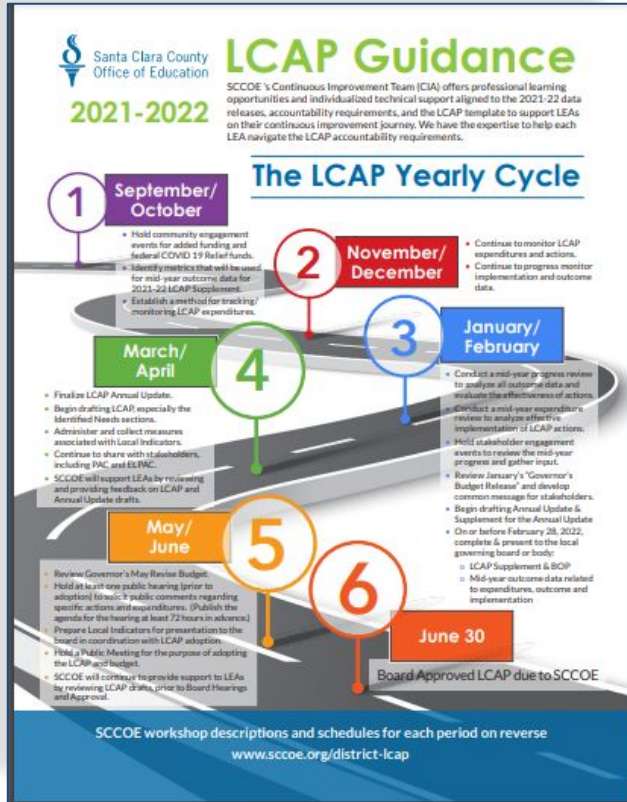 Santa Clara County
Office of Education
2021-2022
LCAP Guidance
SCCOE 's Continuous Improvement Team (CIA) offers professional learning
opportunities and individualized technical support aligned to the 2021-22 data
releases, accountability requirements, and the LCAP template to support LEAs
on their continuous improvement journey. We have the expertise to help each
LEA navigate the LCAP accountability requirements.
The LCAP Yearly Cycle
1
September/
October
• Hold community engagement
events for added funding and
federal COVID 19 Relief funds.
• Identify metrics that will be used
for mid-year outcome data for
2021-22 LCAP Supplement.
• Establish a method for tracking/
monitoring LCAP expenditures.
2
November/
December
• Continue to monitor LCAP
expenditures and actions.
• Continue to progress monitor
implementation and outcome
data.
3
January/
February
• Conduct a mid-year progress review
to analyze all outcome data and
evaluate the effectiveness of actions.
• Conduct a mid-year expenditure
review to analyze effective
implementation of LCAP actions.
• Hold stakeholder engagement
events to review the mid-year
progress and gather input.
• Review January's "Governor's
Budget Release" and develop
common message for stakeholders.
• Begin drafting Annual Update &
Supplement for the Annual Update
• On or before February 28, 2022,
complete & present to the local
governing board or body:
o LCAP Supplement & BOP
o Mid-year outcome data related
to expenditures, outcome and
implementation
4
March/
April
• Finalize LCAP Annual Update.
• Begin drafting LCAP, especially the
Identified Needs sections.
• Administer and collect measures
associated with Local Indicators.
• Continue to share with stakeholders,
including PAC and ELPAC.
• SCCOE will support LEAs by reviewing
and providing feedback on LCAP and
Annual Update drafts.
5
May/
June
• Review Governor's May Revise Budget.
• Hold at least one public hearing (prior to
adoption) to solicit public comments regarding
specific actions and expenditures. (Publish the
agenda for the hearing at least 72 hours in advance.)
• Prepare Local Indicators for presentation to the
board in coordination with LCAP adoption.
• Hold a Public Meeting for the purpose of adopting
the LCAP and budget.
• SCCOE will continue to provide support to LEAs
by reviewing LCAP drafts, prior to Board Hearings
and Approval.
6
June 30
Board Approved LCAP due to SCCOE
SCCOE workshop descriptions and schedules for each period on reverse
www.sccoe.org/district-lcap